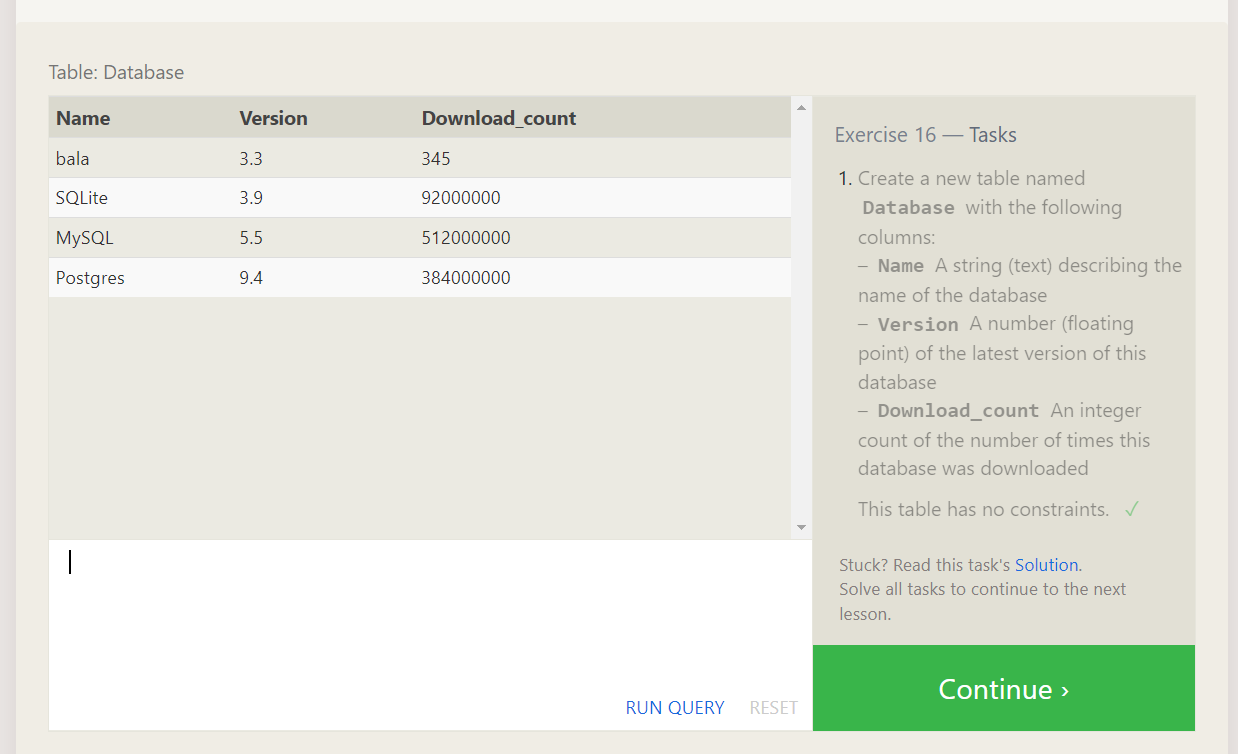 Table: Database
Name Version Download_count
bala 3.3 345
SQLite 3.9 92000000
MySQL 5.5 512000000
Postgres 9.4 384000000
RUN QUERY RESET
Exercise 16 — Tasks
1. Create a new table named
Database with the following
columns:
– Name A string (text) describing the
name of the database
– Version A number (floating
point) of the latest version of this
database
– Download_count An integer
count of the number of times this
database was downloaded
This table has no constraints. ✓
Stuck? Read this task's Solution.
Solve all tasks to continue to the next
lesson.
Continue ›